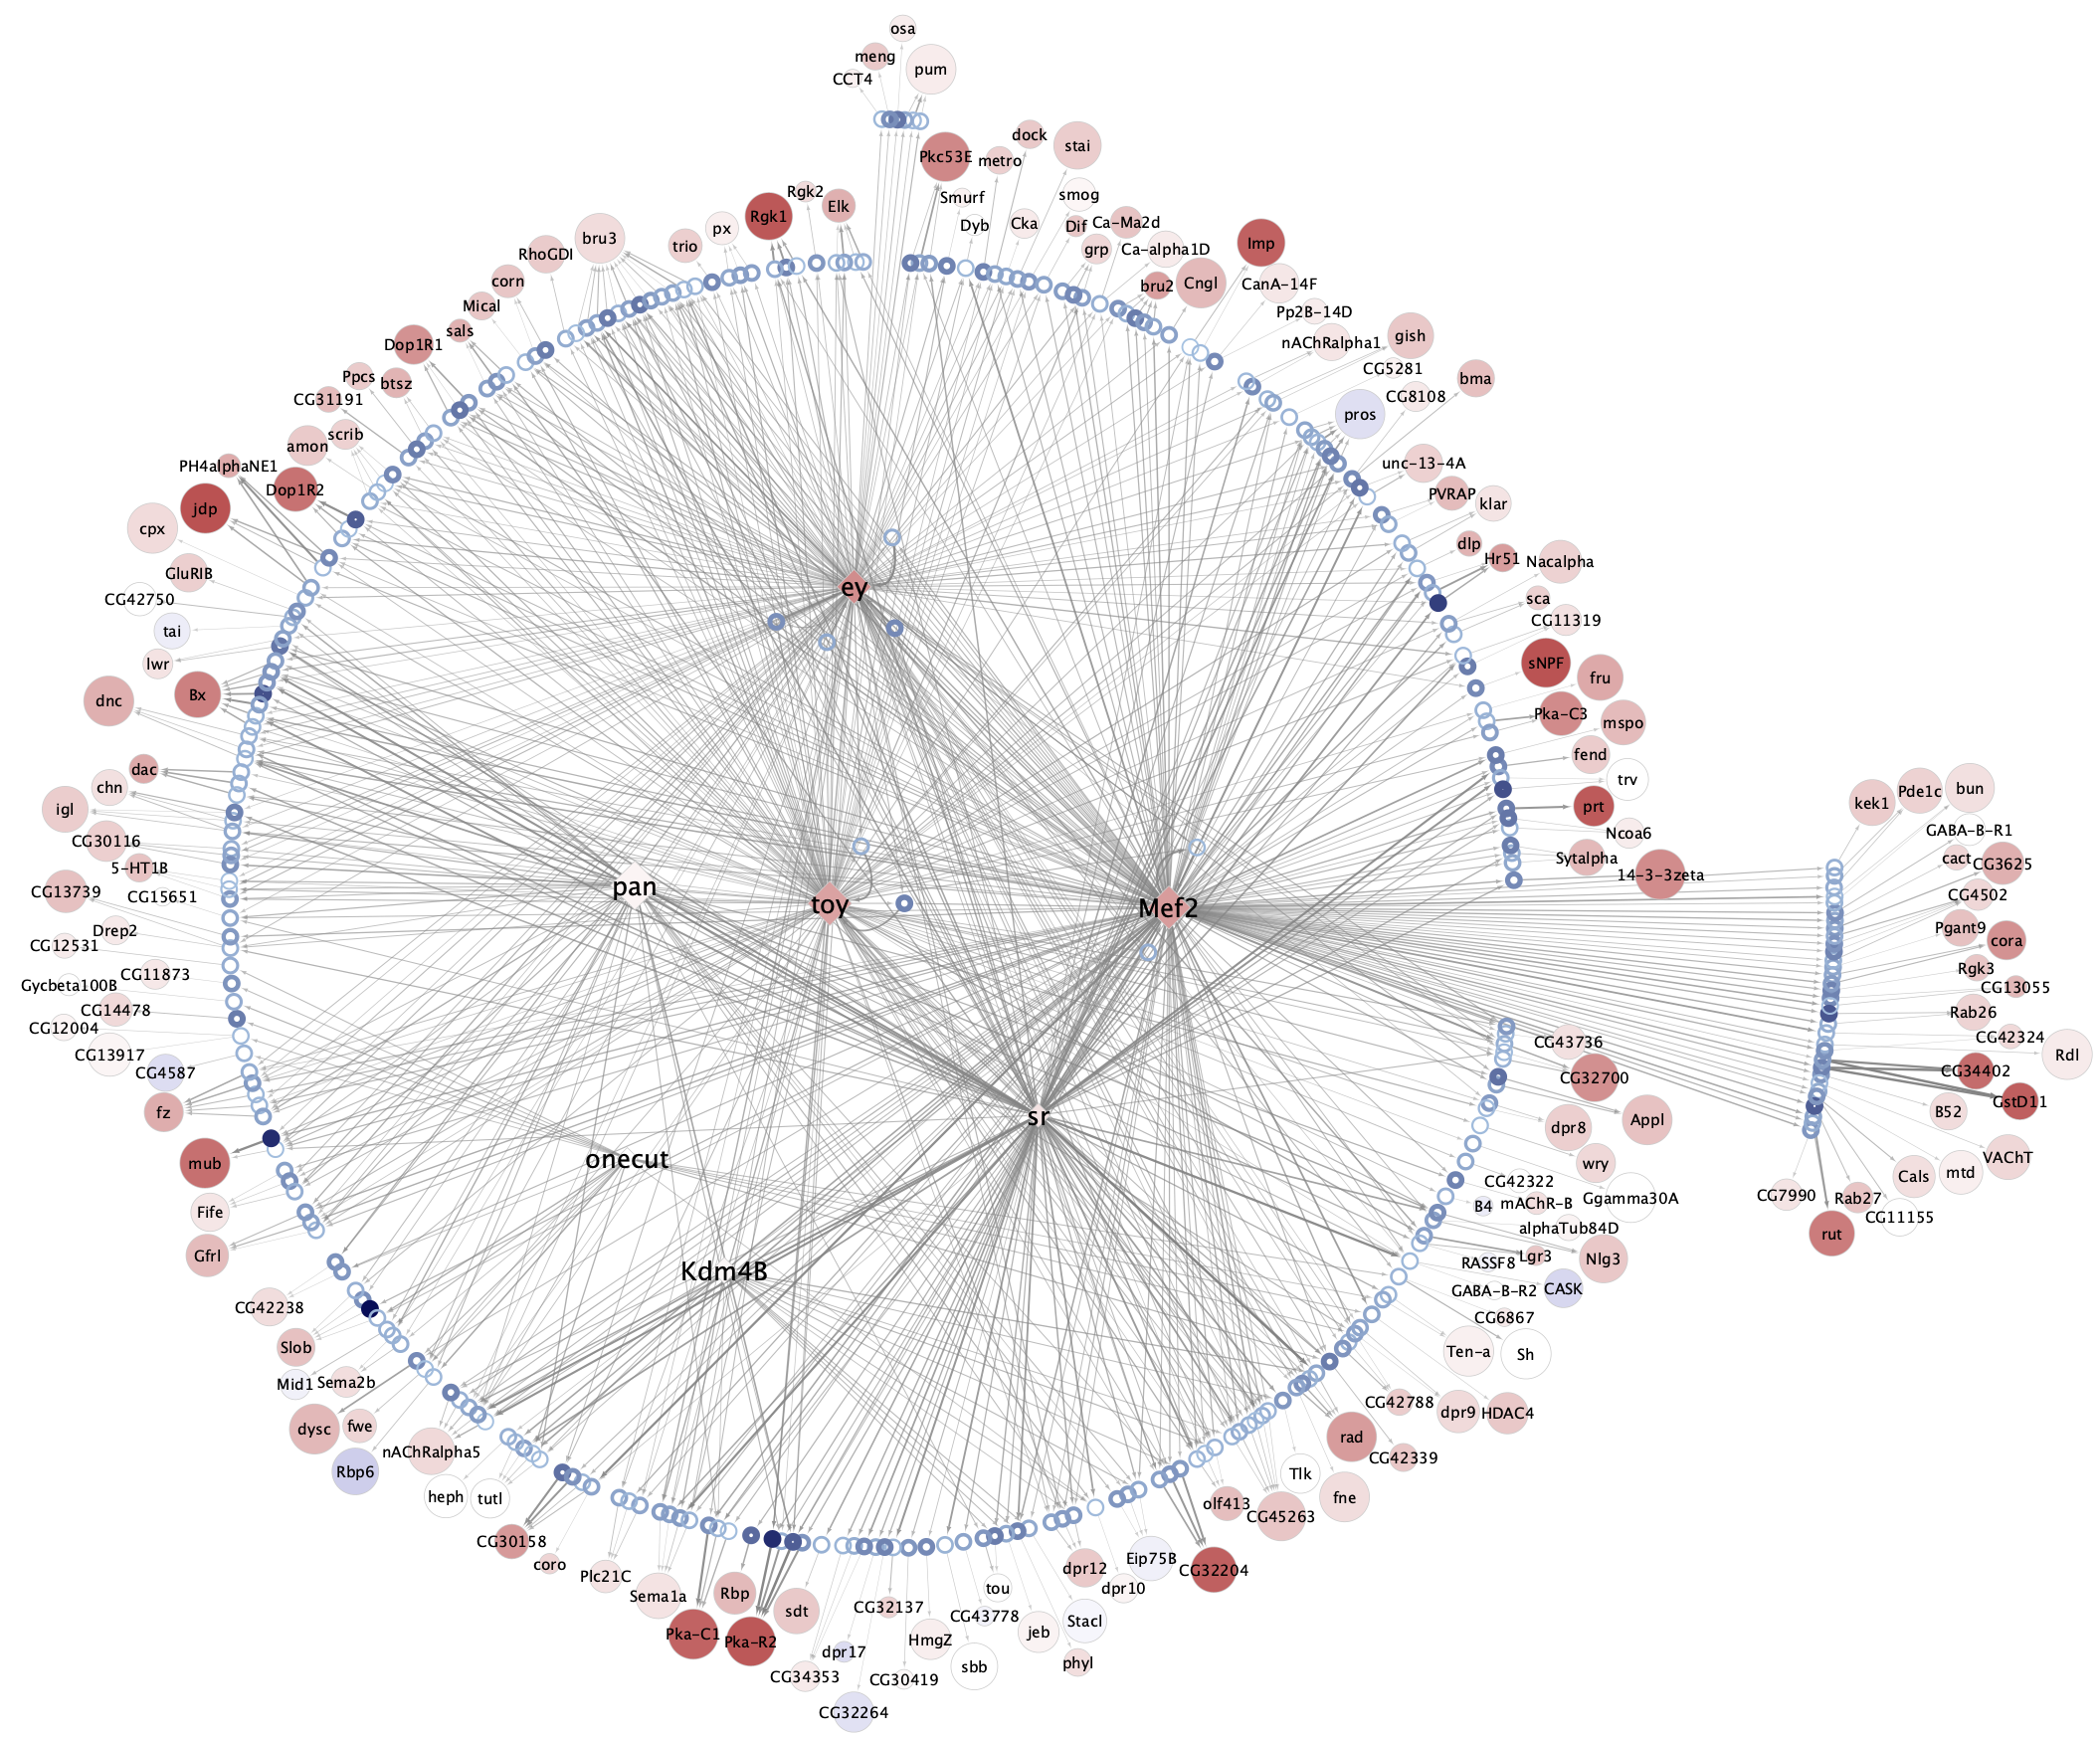 osa
meng
pum
CCT4
dock
stai
Pkc53E
metro
Rgk2
Smurf
smog
Rgk1
Elk
Dyb
Cka
Dif
Ca-Ma2d
px
bru3
trio
grp
Ca-alpha1D
Imp
RhoGDI
corn
bru2
Cngl
CanA-14F
Mical
Pp2B-14D
sals
Dop1R1
nAChRalpha1
gish
CG5281
Ppcs
btsz
bma
CG31191
CG8108
pros
scrib
amon
PH4alphaNE1
unc-13-4A
Dop1R2
PVRAP
jdp
klar
cpx
dlp
Hr51
Nacalpha
GluRIB
ey
CG42750
sca
CG11319
tai
lwr
sNPF
fru
Bx
dnc
Pka-C3
mspo
fend
dac
trv
chn
prt
kek1
Pde1c
bun
igl
Ncoa6
GABA-B-R1
CG30116
Sytalpha
cact
CG3625
5-HT1B
14-3-3zeta
CG13739
CG15651
pan
toy
Mef2
CG4502
Drep2
Pgant9
CG12531
cora
CG11873
Rgk3
Gycbeta100B
CG13055
CG14478
Rab26
CG12004
CG42324
CG13917
CG43736
Rdl
CG4587
CG32700
CG34402
GstD11
fz
sr
Appl
B52
dpr8
mub
onecut
wry
VAChT
CG42322
Cals
mtd
Fife
B4
mAChR-B
Ggamma30A
CG7990
Rab27
CG11155
alphaTub84D
rut
Gfrl
RASSF8
Lgr3
Nlg3
Kdm4B
GABA-B-R2
CASK
CG42238
CG6867
Slob
Ten-a
Sh
Mid1
Sema2b
CG42788
dysc
fwe
dpr9
HDAC4
nAChRalpha5
rad
CG42339
Rbp6
Tlk
heph
tutl
fne
olf413
CG45263
CG30158
coro
Eip75B
Plc21C
dpr12
CG32204
Sema1a
Rbp
tou
dpr10
sdt
CG32137
CG43778
Stacl
Pka-C1
Pka-R2
HmgZ
jeb
dpr17
phyl
CG34353
CG30419
sbb
CG32264